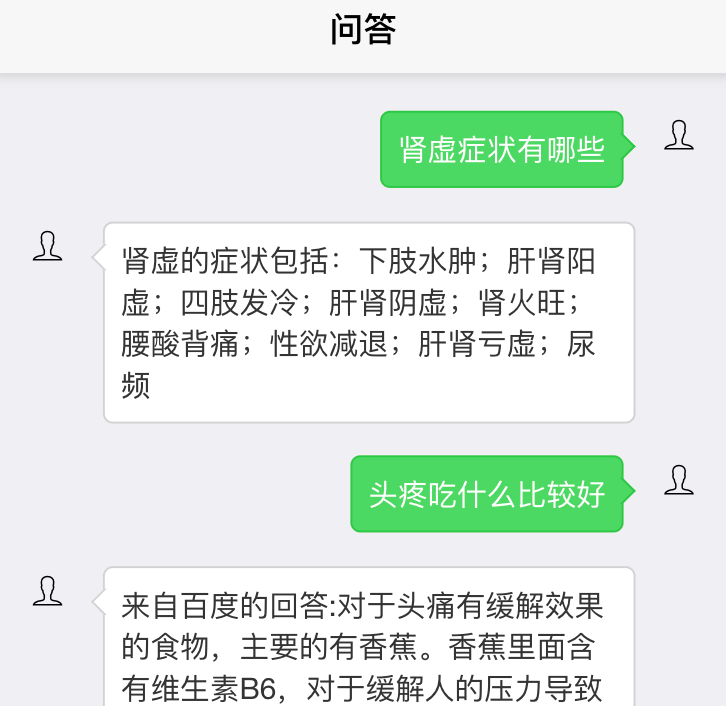 问答
肾虚症状有哪些
肾虚的症状包括：下肢水肿；肝肾阳
虚；四肢发冷；肝肾阴虚；肾火旺；
腰酸背痛；性欲减退；肝肾亏虚；尿
频
头疼吃什么比较好
来自百度的回答:对于头痛有缓解效果
的食物，主要的有香蕉。香蕉里面含
有维生素B6，对于缓解人的压力导致